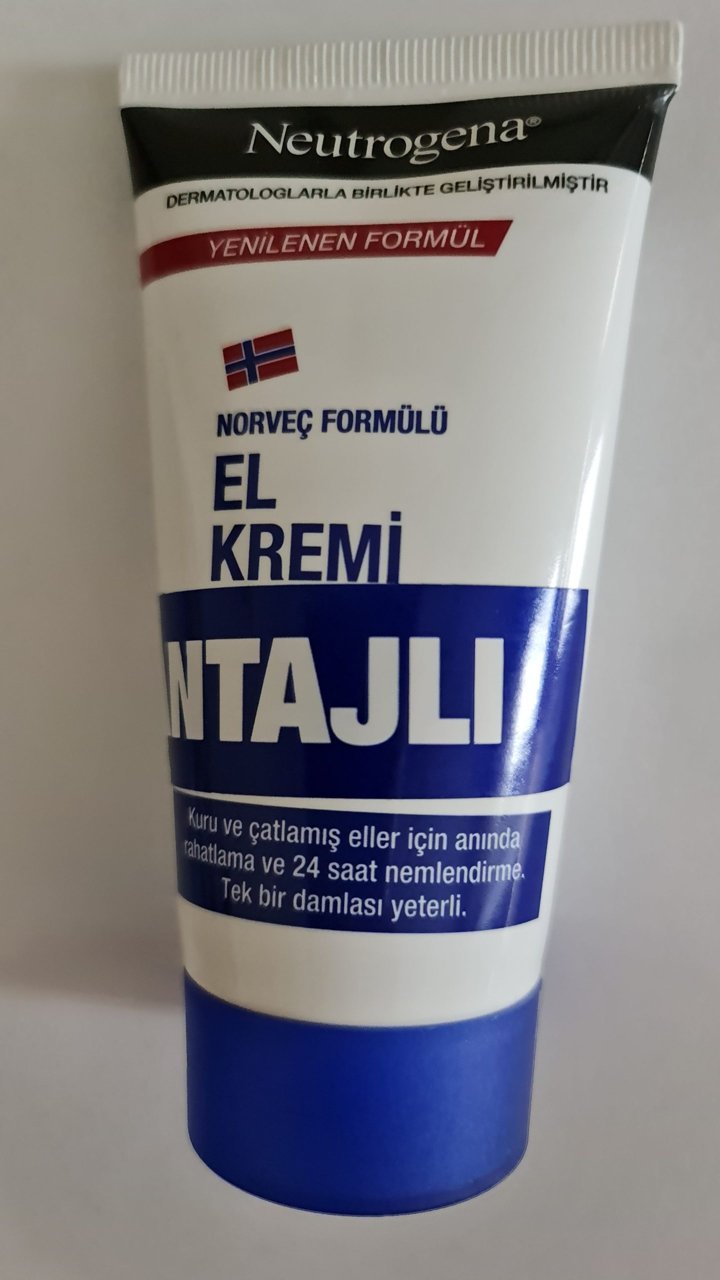 Neutrogena®
DERMATOLOGLARLA BİRLİKTE GELİŞTİRİLMİŞTİR
YENİLENEN FORMÜL
NORVEÇ FORMÜLÜ
EL
KREMİ
NTAJLI
Kuru ve çatlamış eller için anında
rahatlama ve 24 saat nemlendirme.
Tek bir damlası yeterli.